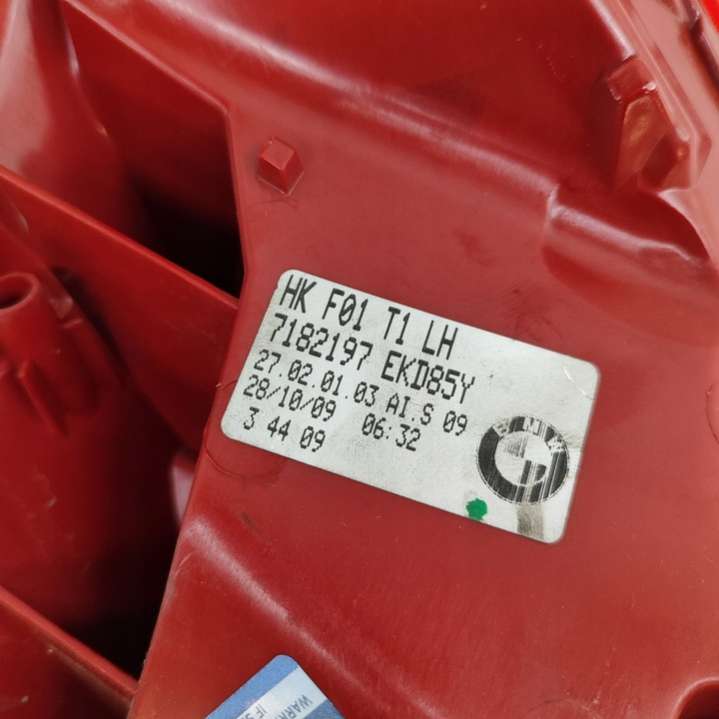 HK F01 T1 LH
7182197 EKD85Y
27.02.01.03 AI.S 09
28/10/09 06:32
3 44 09
BMW